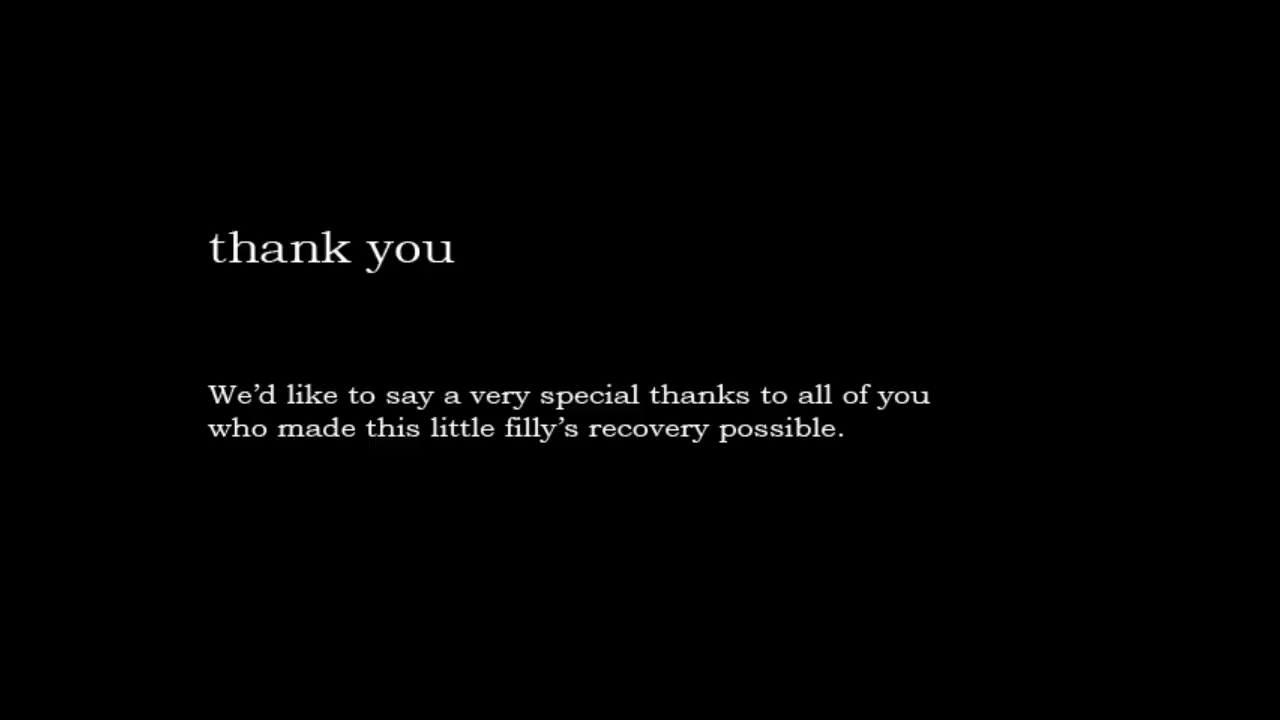 thank you
We’d like to say a very special thanks to all of you
who made this little filly’s recovery possible.